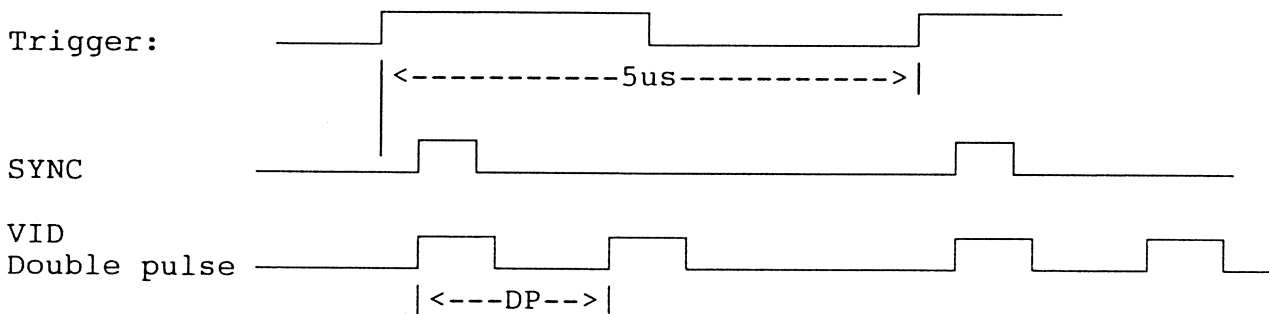 Trigger:
|<-----------5us----------->|
SYNC
VID
Double pulse
|<---DP-->|